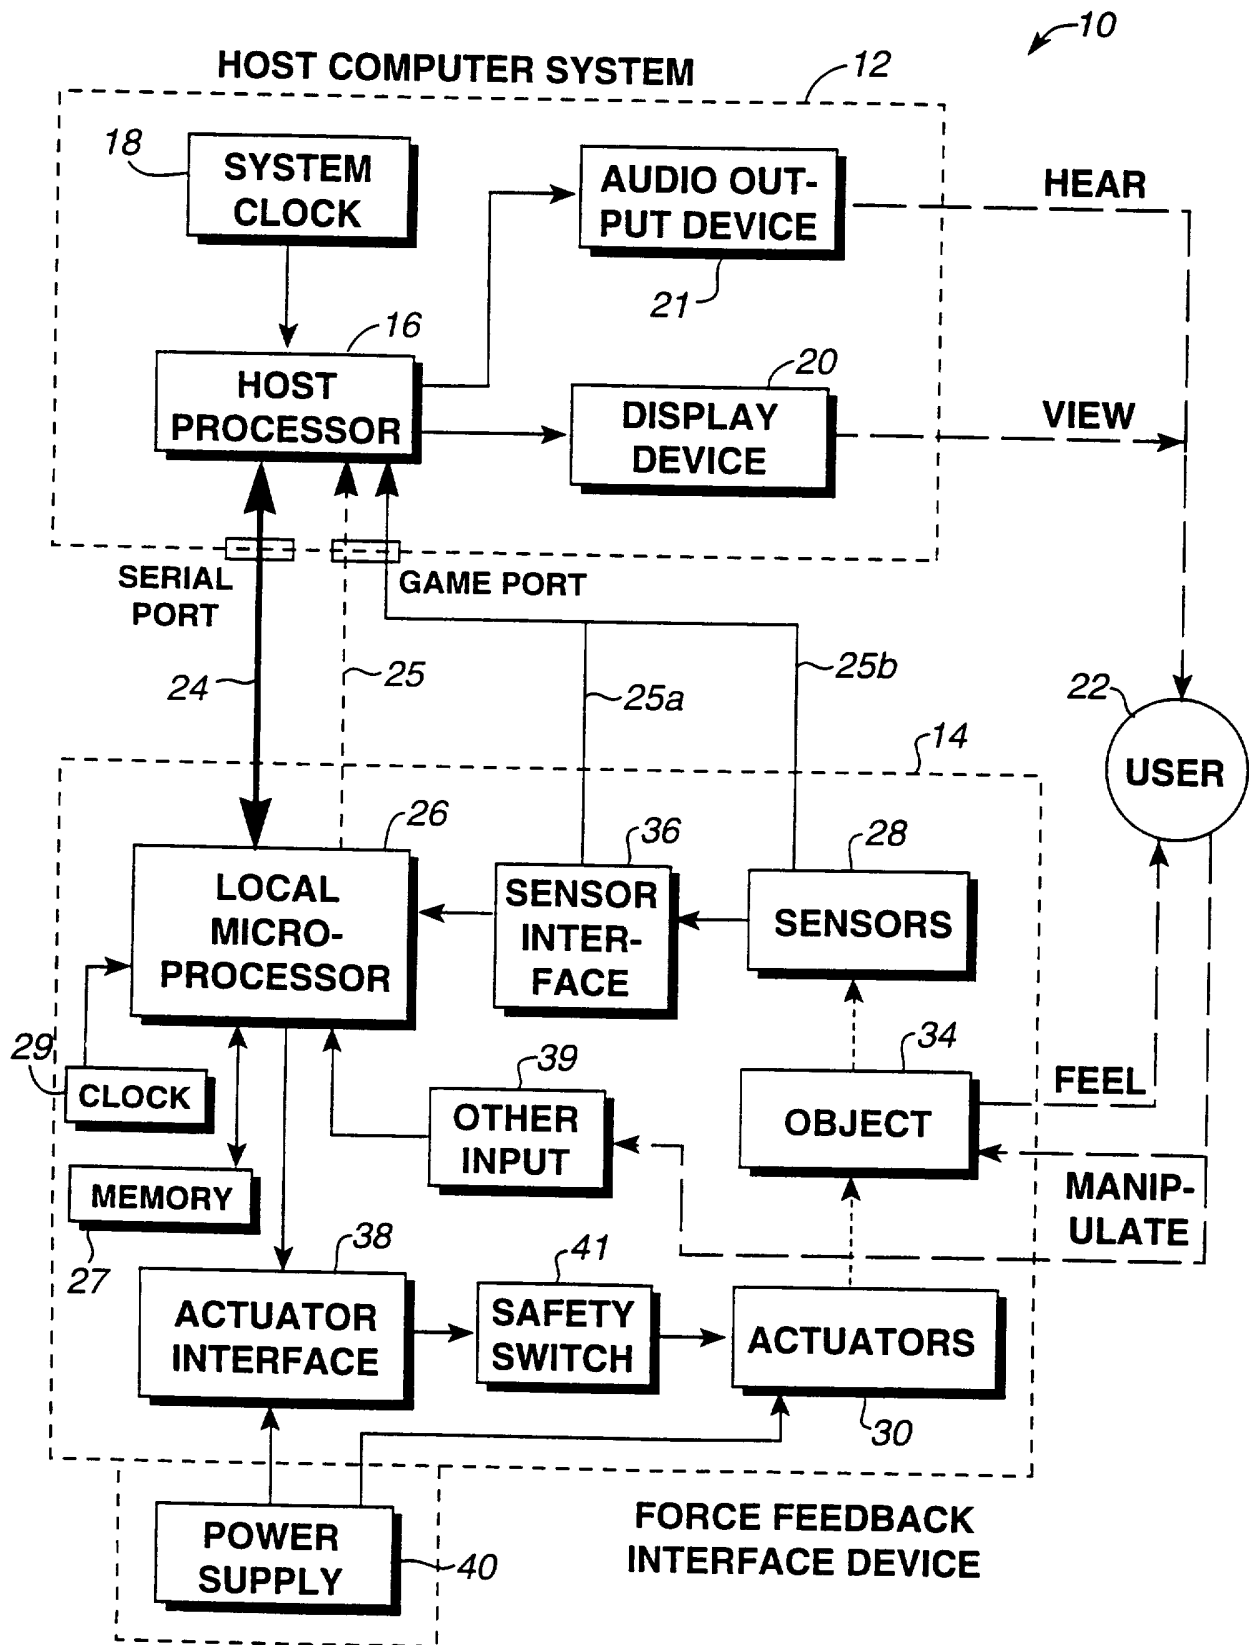 10
HOST COMPUTER SYSTEM
12
18
SYSTEM
CLOCK
AUDIO OUT-
PUT DEVICE
21
HEAR
16
HOST
PROCESSOR
20
DISPLAY
DEVICE
VIEW
SERIAL
PORT
GAME PORT
24
25
25a
25b
22
USER
14
26
LOCAL
MICRO-
PROCESSOR
36
SENSOR
INTER-
FACE
28
SENSORS
29
CLOCK
39
OTHER
INPUT
34
OBJECT
FEEL
MEMORY
27
MANIP-
ULATE
38
ACTUATOR
INTERFACE
41
SAFETY
SWITCH
ACTUATORS
30
POWER
SUPPLY
40
FORCE FEEDBACK
INTERFACE DEVICE